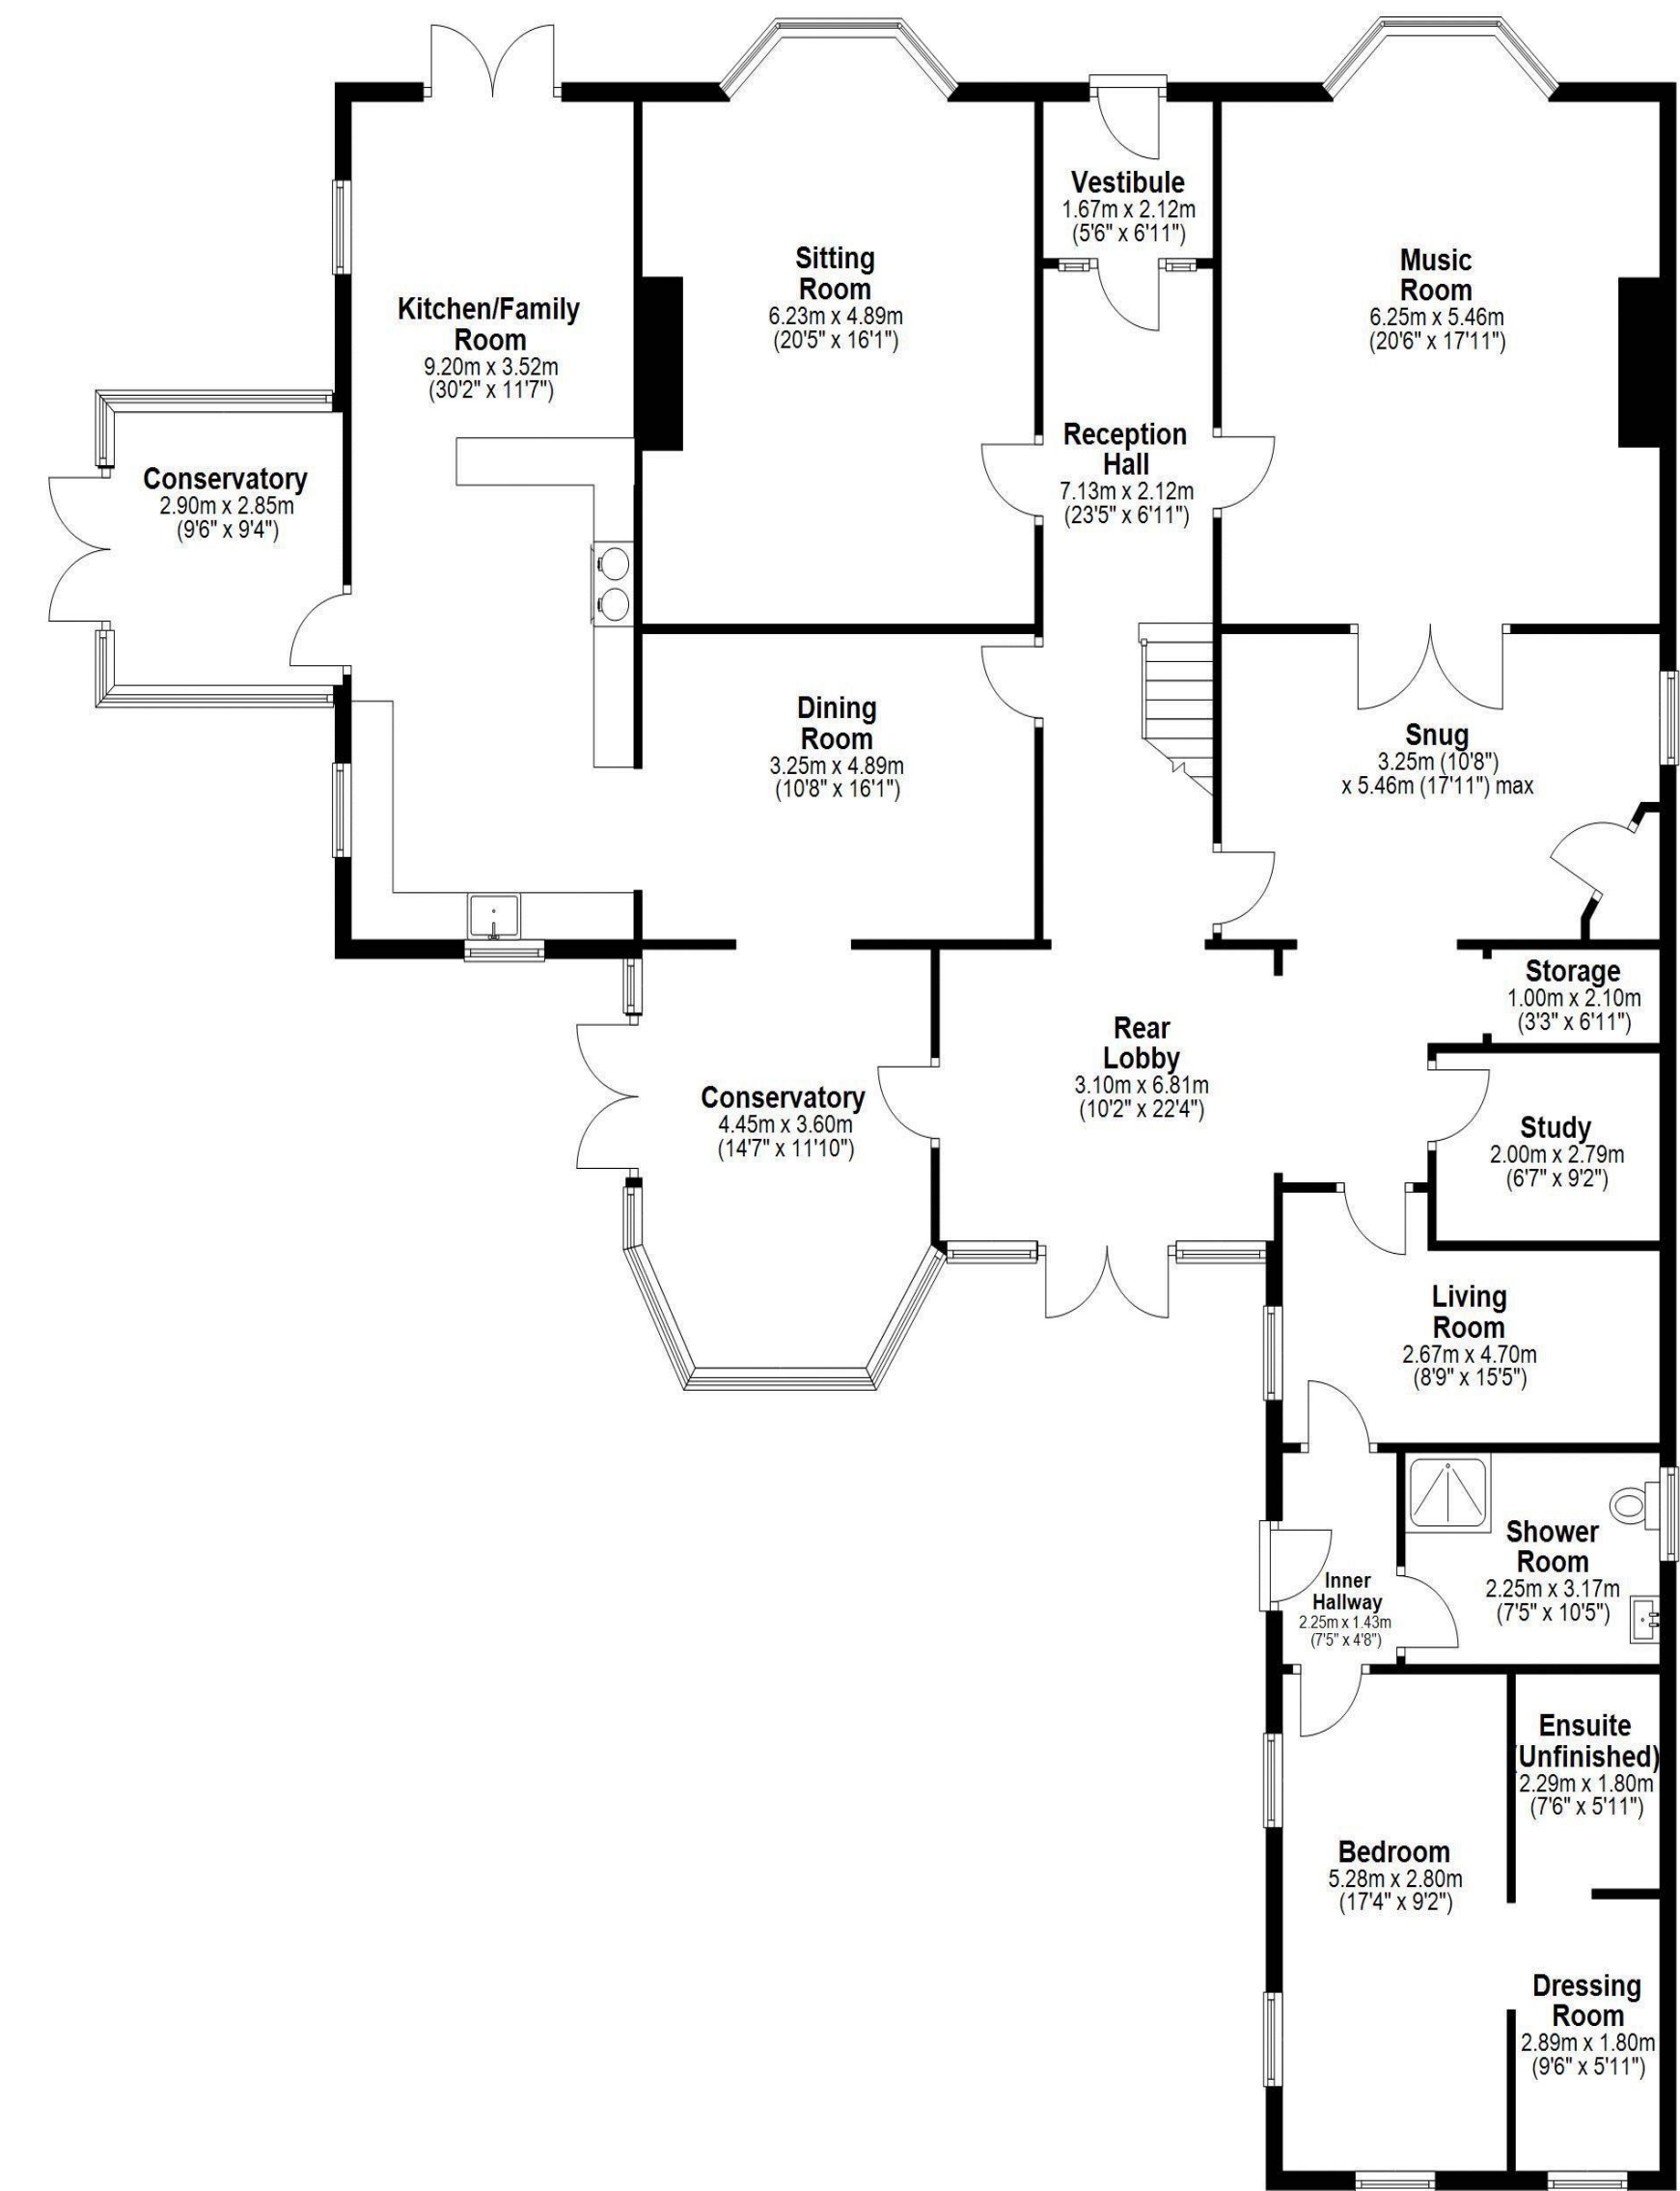 Vestibule
1.67m x 2.12m
(5'6" x 6'11")
Sitting
Room
6.23m x 4.89m
(20'5" x 16'1")
Music
Room
6.25m x 5.46m
(20'6" x 17'11")
Kitchen/Family
Room
9.20m x 3.52m
(30'2" x 11'7")
Reception
Hall
7.13m x 2.12m
(23'5" x 6'11")
Conservatory
2.90m x 2.85m
(9'6" x 9'4")
Dining
Room
3.25m x 4.89m
(10'8" x 16'1")
Snug
3.25m (10'8")
x 5.46m (17'11") max
Storage
1.00m x 2.10m
(3'3" x 6'11")
Rear
Lobby
3.10m x 6.81m
(10'2" x 22'4")
Conservatory
4.45m x 3.60m
(14'7" x 11'10")
Study
2.00m x 2.79m
(6'7" x 9'2")
Living
Room
2.67m x 4.70m
(8'9" x 15'5")
Shower
Room
2.25m x 3.17m
(7'5" x 10'5")
Inner
Hallway
2.25m x 1.43m
(7'5" x 4'8")
Ensuite
(Unfinished)
2.29m x 1.80m
(7'6" x 5'11")
Bedroom
5.28m x 2.80m
(17'4" x 9'2")
Dressing
Room
2.89m x 1.80m
(9'6" x 5'11")